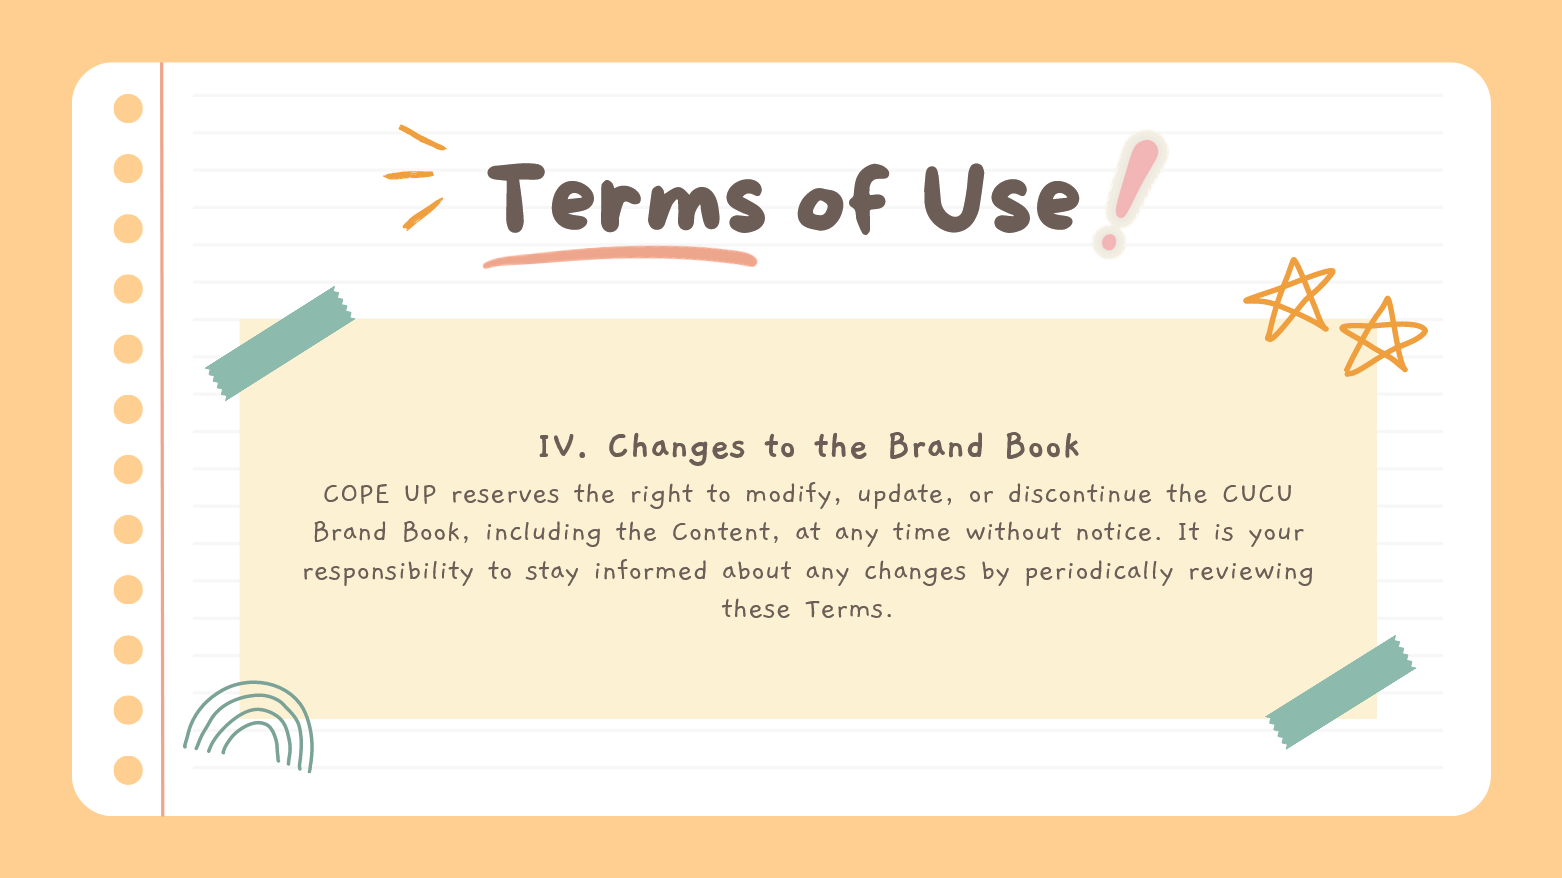 Terms of Use!
IV. Changes to the Brand Book
COPE UP reserves the right to modify, update, or discontinue the CUCU
Brand Book, including the Content, at any time without notice. It is your
responsibility to stay informed about any changes by periodically reviewing
these Terms.